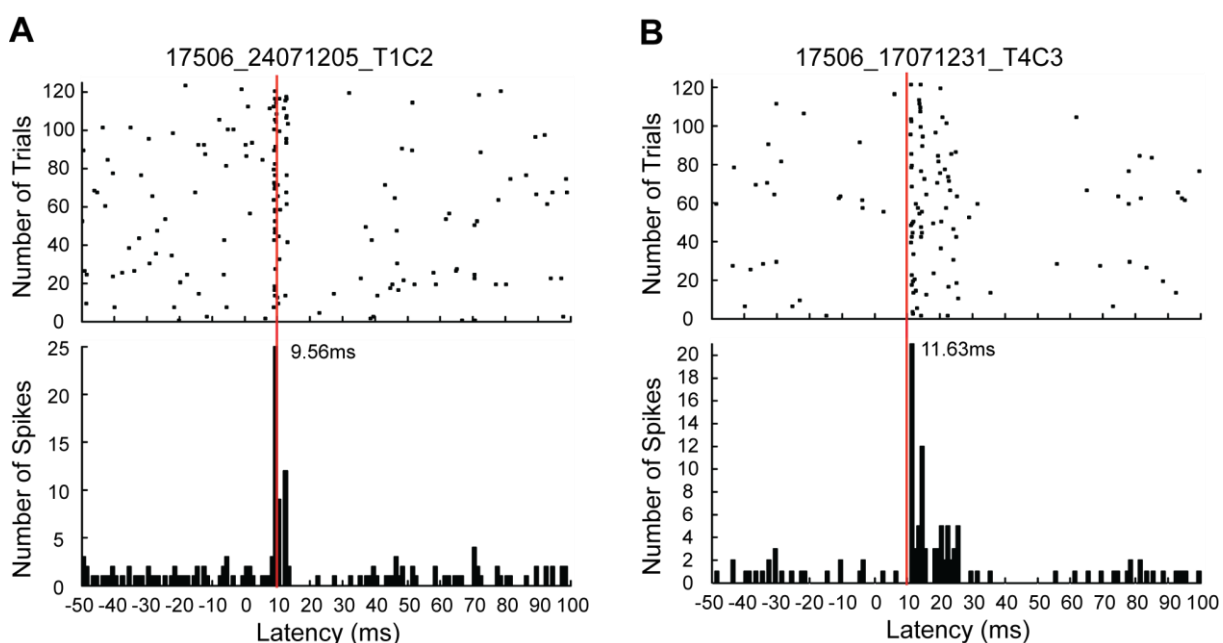 A
17506_24071205_T1C2
Number of Trials
120
100
80
60
40
20
0
25
20
15
10
5
0
9.56ms
Number of Spikes
-50 -40 -30 -20 -10 0 10 20 30 40 50 60 70 80 90 100
Latency (ms)
B
17506_17071231_T4C3
Number of Trials
120
100
80
60
40
20
0
20
18
16
14
12
10
8
6
4
2
0
11.63ms
Number of Spikes
-50 -40 -30 -20 -10 0 10 20 30 40 50 60 70 80 90 100
Latency (ms)